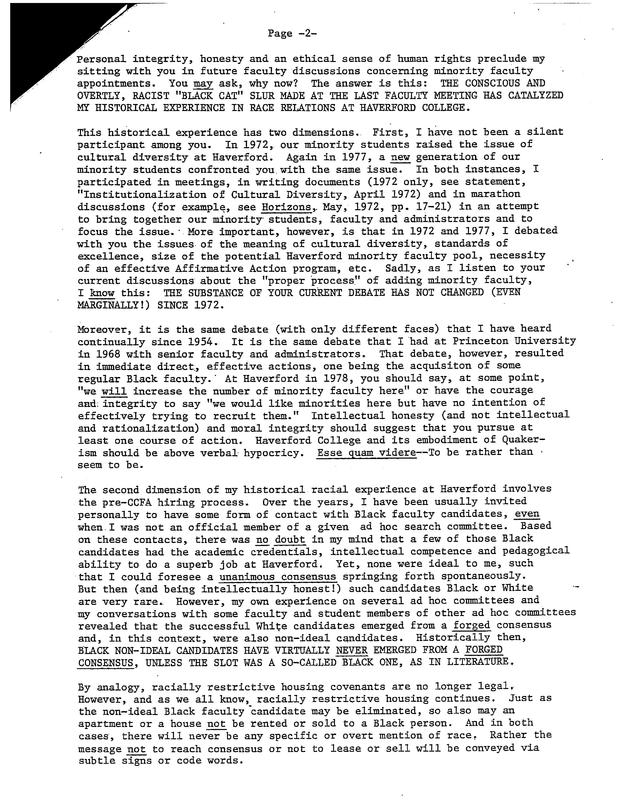 Page -2-
Personal integrity, honesty and an ethical sense of human rights preclude my
sitting with you in future faculty discussions concerning minority faculty
appointments. You may ask, why now? The answer is this: THE CONSCIOUS AND
OVERTLY, RACIST "BLACK CAT" SLUR MADE AT THE LAST FACULTY MEETING HAS CATALYZED
MY HISTORICAL EXPERIENCE IN RACE RELATIONS AT HAVERFORD COLLEGE.
This historical experience has two dimensions. First, I have not been a silent
participant among you. In 1972, our minority students raised the issue of
cultural diversity at Haverford. Again in 1977, a new generation of our
minority students confronted you with the same issue. In both instances, I
participated in meetings, in writing documents (1972 only, see statement,
"Institutionalization of Cultural Diversity, April 1972) and in marathon
discussions (for example, see Horizons, May, 1972, pp. 17-21) in an attempt
to bring together our minority students, faculty and administrators and to
focus the issue. More important, however, is that in 1972 and 1977, I debated
with you the issues of the meaning of cultural diversity, standards of
excellence, size of the potential Haverford minority faculty pool, necessity
of an effective Affirmative Action program, etc. Sadly, as I listen to your
current discussions about the "proper process" of adding minority faculty,
I know this: THE SUBSTANCE OF YOUR CURRENT DEBATE HAS NOT CHANGED (EVEN
MARGINALLY!) SINCE 1972.
Moreover, it is the same debate (with only different faces) that I have heard
continually since 1954. It is the same debate that I had at Princeton University
in 1968 with senior faculty and administrators. That debate, however, resulted
in immediate direct, effective actions, one being the acquisiton of some
regular Black faculty. At Haverford in 1978, you should say, at some point,
"we will increase the number of minority faculty here" or have the courage
and integrity to say "we would like minorities here but have no intention of
effectively trying to recruit them." Intellectual honesty (and not intellectual
and rationalization) and moral integrity should suggest that you pursue at
least one course of action. Haverford College and its embodiment of Quaker-
ism should be above verbal hypocricy. Esse quam videre--To be rather than
seem to be.
The second dimension of my historical racial experience at Haverford involves
the pre-CCFA hiring process. Over the years, I have been usually invited
personally to have some form of contact with Black faculty candidates, even
when I was not an official member of a given ad hoc search committee. Based
on these contacts, there was no doubt in my mind that a few of those Black
candidates had the academic credentials, intellectual competence and pedagogical
ability to do a superb job at Haverford. Yet, none were ideal to me, such
that I could foresee a unanimous consensus springing forth spontaneously.
But then (and being intellectually honest!) such candidates Black or White
are very rare. However, my own experience on several ad hoc committees and
my conversations with some faculty and student members of other ad hoc committees
revealed that the successful White candidates emerged from a forged consensus
and, in this context, were also non-ideal candidates. Historically then,
BLACK NON-IDEAL CANDIDATES HAVE VIRTUALLY NEVER EMERGED FROM A FORGED
CONSENSUS, UNLESS THE SLOT WAS A SO-CALLED BLACK ONE, AS IN LITERATURE.
By analogy, racially restrictive housing covenants are no longer legal.
However, and as we all know, racially restrictive housing continues. Just as
the non-ideal Black faculty candidate may be eliminated, so also may an
apartment or a house not be rented or sold to a Black person. And in both
cases, there will never be any specific or overt mention of race. Rather the
message not to reach consensus or not to lease or sell will be conveyed via
subtle signs or code words.